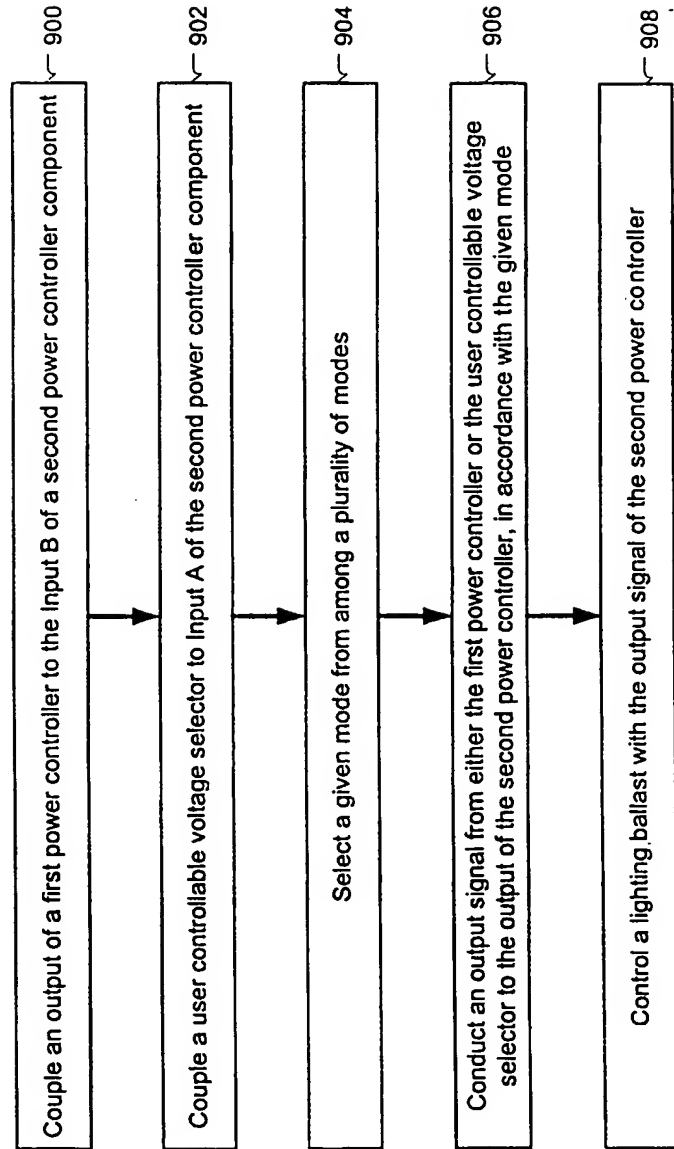 Couple an output of a first power controller to the Input B of a second power controller component
900
Couple a user controllable voltage selector to Input A of the second power controller component
902
Select a given mode from among a plurality of modes
904
Conduct an output signal from either the first power controller or the user controllable voltage
selector to the output of the second power controller, in accordance with the given mode
906
Control a lighting ballast with the output signal of the second power controller
908